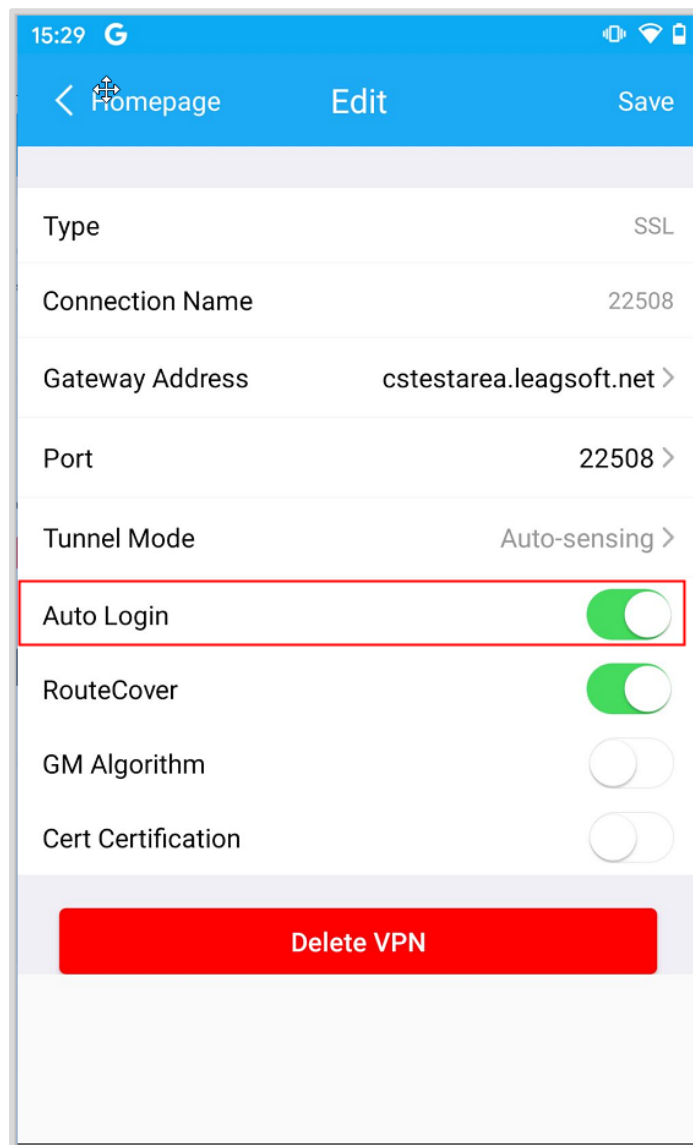 15:29 G
Homepage Edit Save
Type SSL
Connection Name 22508
Gateway Address cstestarea.leagsoft.net
Port 22508
Tunnel Mode Auto-sensing
Auto Login
RouteCover
GM Algorithm
Cert Certification
Delete VPN